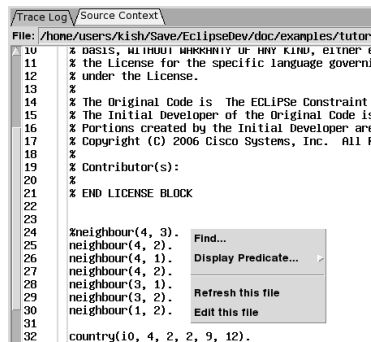 Trace Log Source Context
File: /home/users/kish/Save/EclipseDev/doc/examples/tutor
10 % basis, WITHOUT WARRANTY OF ANY KIND, either e
11 % the License for the specific language governi
12 % under the License.
13 %
14 % The Original Code is The ECLiPSe Constraint
15 % The Initial Developer of the Original Code is
16 % Portions created by the Initial Developer are
17 % Copyright (C) 2006 Cisco Systems, Inc. All R
18 %
19 % Contributor(s):
20 %
21 % END LICENSE BLOCK
22
23
24 %neighbour(4, 3).
25 neighbour(4, 2).
26 neighbour(4, 1).
27 neighbour(4, 2).
28 neighbour(3, 1).
29 neighbour(3, 2).
30 neighbour(1, 2).
31
32 country(i0, 4, 2, 2, 9, 12).
Find...
Display Predicate...
Refresh this file
Edit this file